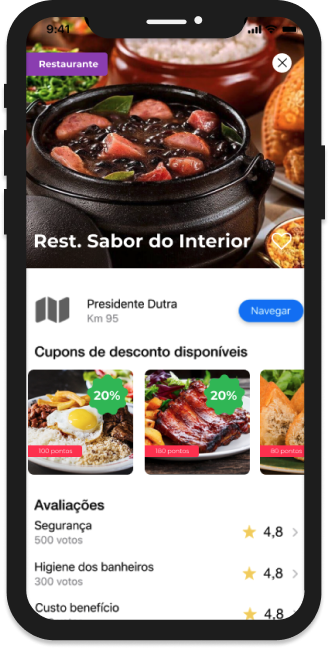 9:41
Restaurante
Rest. Sabor do Interior
Presidente Dutra
Km 95
Navegar
Cupons de desconto disponíveis
20%
20%
100 pontos
180 pontos
80 pontos
Avaliações
Segurança
500 votos
4,8
Higiene dos banheiros
300 votos
4,8
Custo benefício
4,8